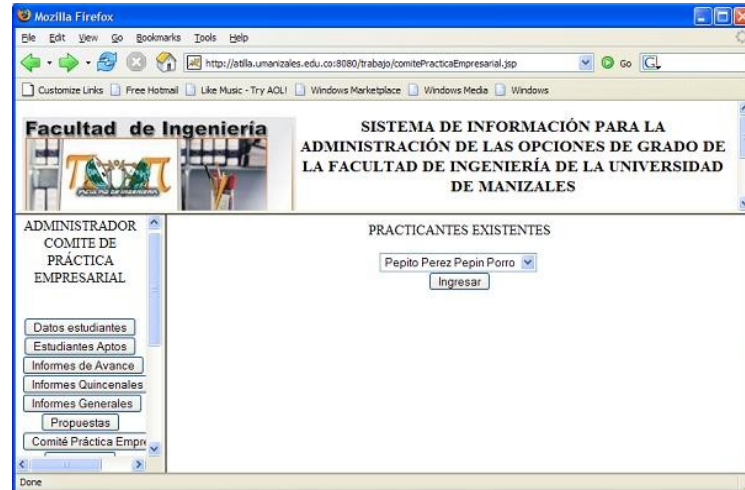 Mozilla Firefox
File Edit View Go Bookmarks Tools Help
http://atilla.umanizales.edu.co:8080/trabajo/comitePracticaEmpresarial.jsp Go
Customize Links Free Hotmail Like Music - Try AOL! Windows Marketplace Windows Media Windows
Facultad de Ingeniería
SISTEMA DE INFORMACIÓN PARA LA
ADMINISTRACIÓN DE LAS OPCIONES DE GRADO DE
LA FACULTAD DE INGENIERÍA DE LA UNIVERSIDAD
DE MANIZALES
FACULTAD DE INGENIERIA
ADMINISTRADOR
COMITE DE
PRÁCTICA
EMPRESARIAL
Datos estudiantes
Estudiantes Aptos
Informes de Avance
Informes Quincenales
Informes Generales
Propuestas
Comité Práctica Empre
PRACTICANTES EXISTENTES
Pepito Perez Pepin Porro
Ingresar
Done